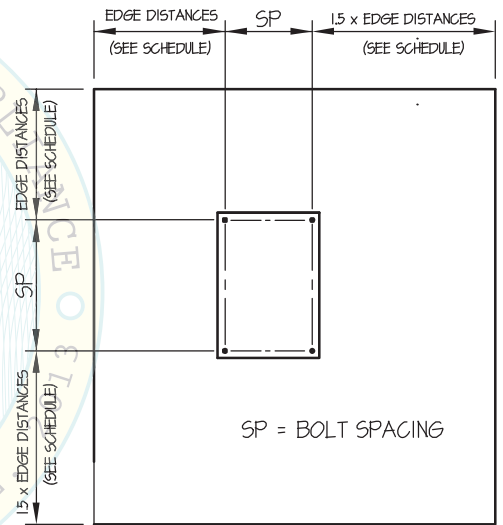 EDGE DISTANCES
(SEE SCHEDULE)
SP
1.5 x EDGE DISTANCES
(SEE SCHEDULE)
EDGE DISTANCES
(SEE SCHEDULE)
SP
1.5 x EDGE DISTANCES
(SEE SCHEDULE)
SP = BOLT SPACING
2013